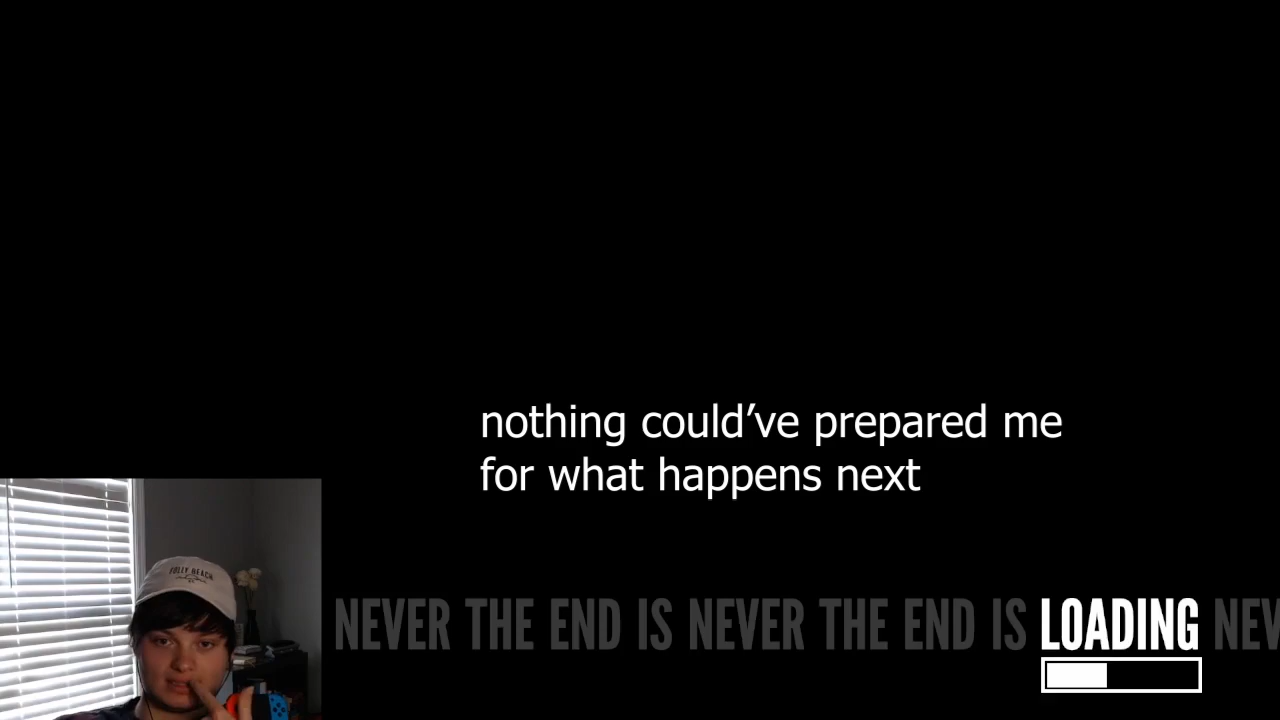 nothing could’ve prepared me
for what happens next
FOLLY BEACH
NEVER THE END IS NEVER THE END IS LOADING NEV